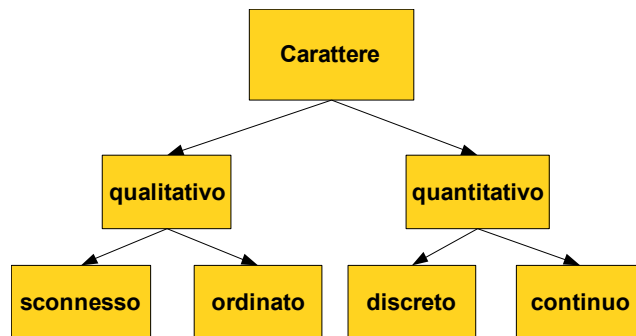 Carattere
qualitativo
quantitativo
sconnesso
ordinato
discreto
continuo